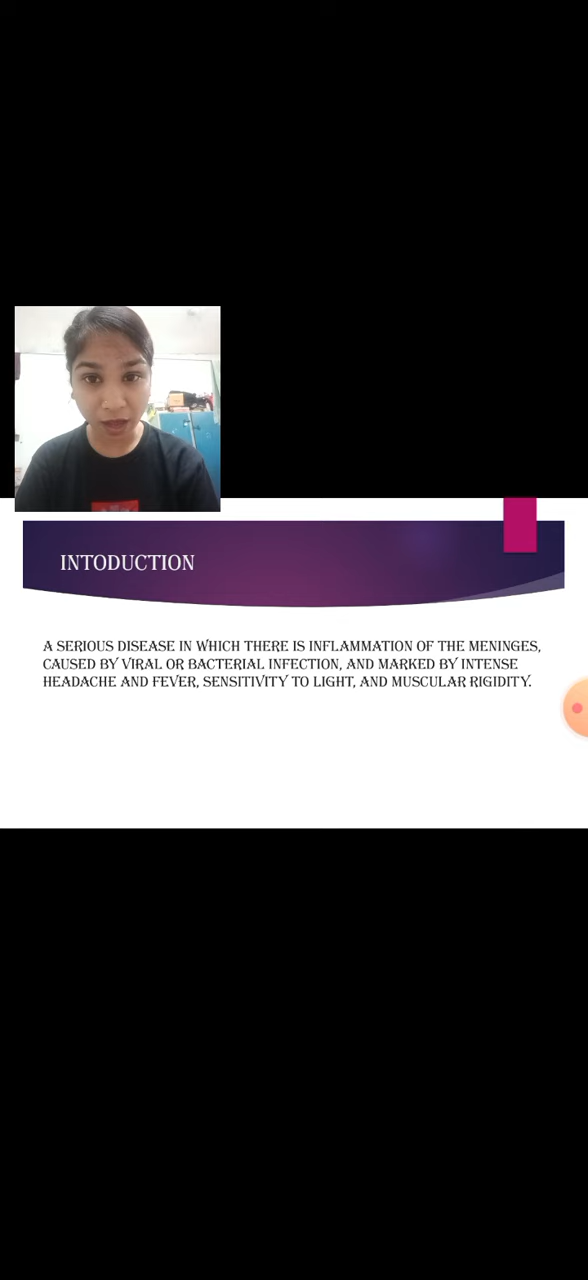 INTODUCTION
A SERIOUS DISEASE IN WHICH THERE IS INFLAMMATION OF THE MENINGES,
CAUSED BY VIRAL OR BACTERIAL INFECTION, AND MARKED BY INTENSE
HEADACHE AND FEVER, SENSITIVITY TO LIGHT, AND MUSCULAR RIGIDITY.